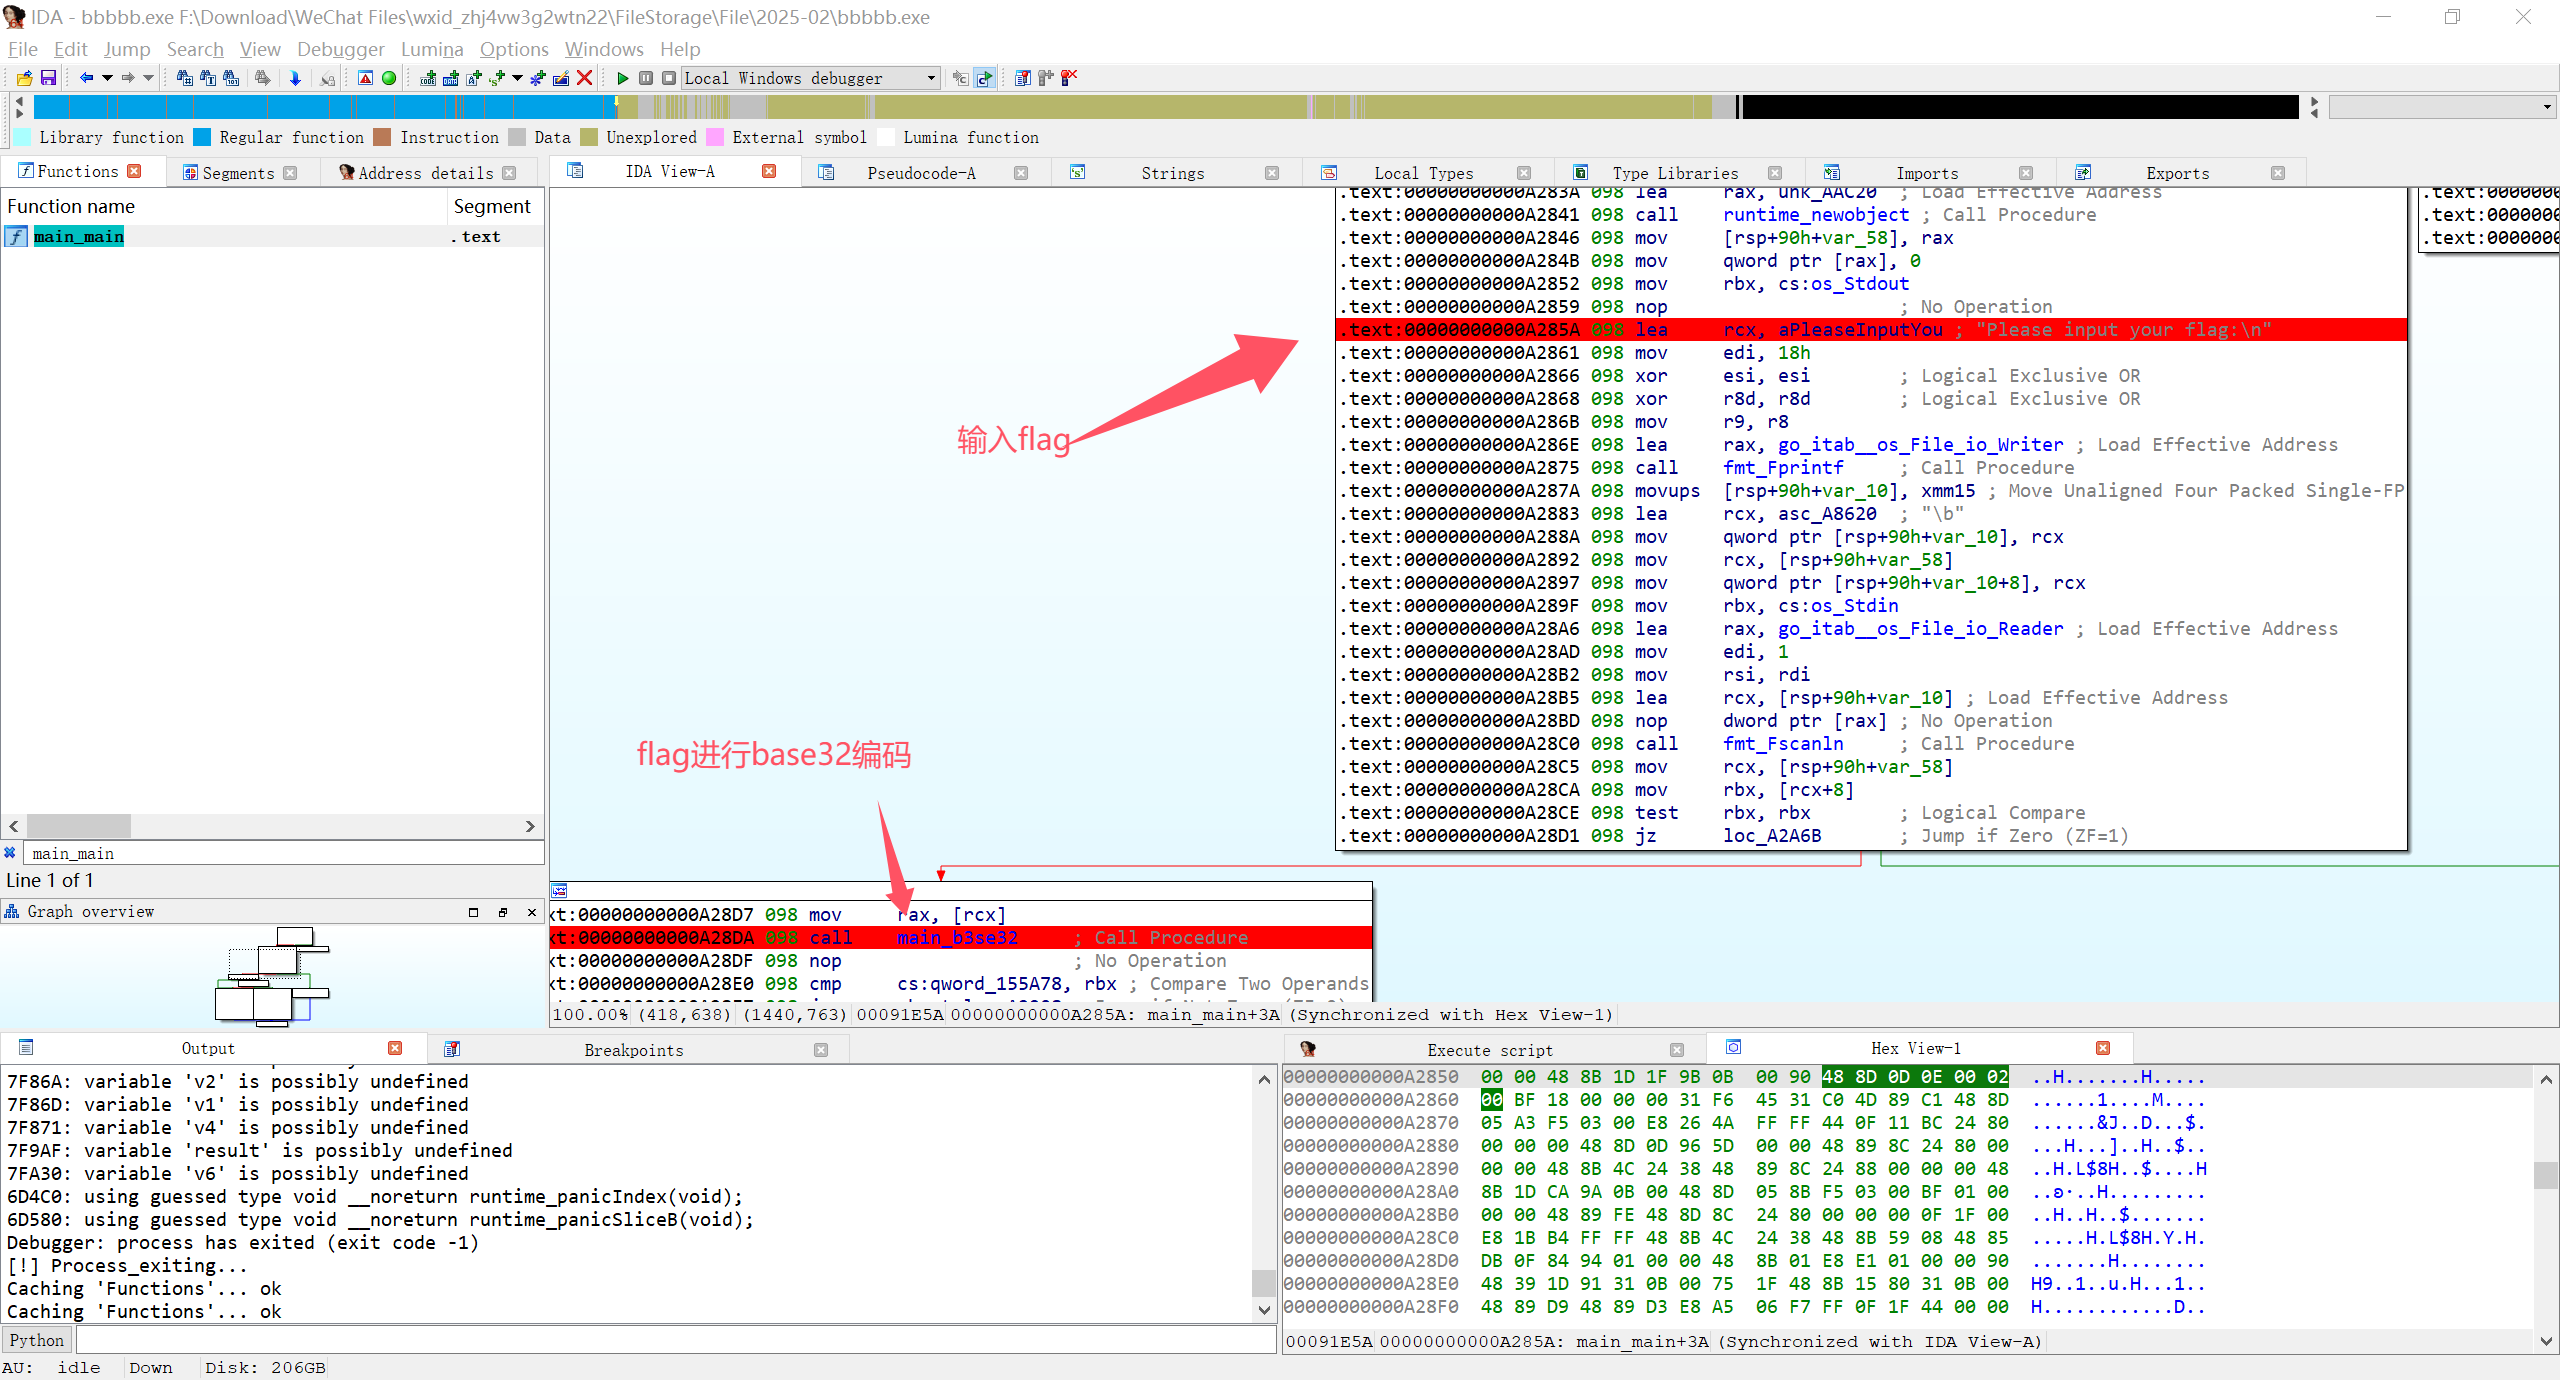 IDA - bbbbb.exe F:\Download\WeChat Files\wxid_zhj4vw3g2wtn22\FileStorage\File\2025-02\bbbbb.exe
File Edit Jump Search View Debugger Lumina Options Windows Help
Local Windows debugger
Library function Regular function Instruction Data Unexplored External symbol Lumina function
Functions Segments Address details IDA View-A Pseudocode-A Strings Local Types Type Libraries Imports Exports
Function name Segment
main_main .text
main_main
Line 1 of 1
Graph overview
.text:00000000000A283A 098 lea rax, unk_AAC20 ; Load Effective Address
.text:00000000000A2841 098 call runtime_newobject ; Call Procedure
.text:00000000000A2846 098 mov [rsp+90h+var_58], rax
.text:00000000000A284B 098 mov qword ptr [rax], 0
.text:00000000000A2852 098 mov rbx, cs:os_Stdout
.text:00000000000A2859 098 nop ; No Operation
.text:00000000000A285A 098 lea rcx, aPleaseInputYou ; "Please input your flag:\n"
.text:00000000000A2861 098 mov edi, 18h
.text:00000000000A2866 098 xor esi, esi ; Logical Exclusive OR
.text:00000000000A2868 098 xor r8d, r8d ; Logical Exclusive OR
.text:00000000000A286B 098 mov r9, r8
.text:00000000000A286E 098 lea rax, go_itab__os_File_io_Writer ; Load Effective Address
.text:00000000000A2875 098 call fmt_Fprintf ; Call Procedure
.text:00000000000A287A 098 movups [rsp+90h+var_10], xmm15 ; Move Unaligned Four Packed Single-FP
.text:00000000000A2883 098 lea rcx, asc_A8620 ; "\b"
.text:00000000000A288A 098 mov qword ptr [rsp+90h+var_10], rcx
.text:00000000000A2892 098 mov rcx, [rsp+90h+var_58]
.text:00000000000A2897 098 mov qword ptr [rsp+90h+var_10+8], rcx
.text:00000000000A289F 098 mov rbx, cs:os_Stdin
.text:00000000000A28A6 098 lea rax, go_itab__os_File_io_Reader ; Load Effective Address
.text:00000000000A28AD 098 mov edi, 1
.text:00000000000A28B2 098 mov rsi, rdi
.text:00000000000A28B5 098 lea rcx, [rsp+90h+var_10] ; Load Effective Address
.text:00000000000A28BD 098 nop dword ptr [rax] ; No Operation
.text:00000000000A28C0 098 call fmt_Fscanln ; Call Procedure
.text:00000000000A28C5 098 mov rcx, [rsp+90h+var_58]
.text:00000000000A28CA 098 mov rbx, [rcx+8]
.text:00000000000A28CE 098 test rbx, rbx ; Logical Compare
.text:00000000000A28D1 098 jz loc_A2A6B ; Jump if Zero (ZF=1)
.text:0000000
.text:0000000
.text:0000000
输入flag
flag进行base32编码
xt:00000000000A28D7 098 mov rax, [rcx]
xt:00000000000A28DA 098 call main_b3se32 ; Call Procedure
xt:00000000000A28DF 098 nop ; No Operation
xt:00000000000A28E0 098 cmp cs:qword_155A78, rbx ; Compare Two Operands
100.00% (418,638) (1440,763) 00091E5A 00000000000A285A: main_main+3A (Synchronized with Hex View-1)
Output Breakpoints
7F86A: variable 'v2' is possibly undefined
7F86D: variable 'v1' is possibly undefined
7F871: variable 'v4' is possibly undefined
7F9AF: variable 'result' is possibly undefined
7FA30: variable 'v6' is possibly undefined
6D4C0: using guessed type void __noreturn runtime_panicIndex(void);
6D580: using guessed type void __noreturn runtime_panicSliceB(void);
Debugger: process has exited (exit code -1)
[!] Process_exiting...
Caching 'Functions'... ok
Caching 'Functions'... ok
Python
AU: idle Down Disk: 206GB
Execute script Hex View-1
00000000000A2850 00 00 48 8B 1D 1F 9B 0B 00 90 48 8D 0D 0E 00 02 ..H.......H.....
00000000000A2860 00 BF 18 00 00 00 31 F6 45 31 C0 4D 89 C1 48 8D ......1....M....
00000000000A2870 05 A3 F5 03 00 E8 26 4A FF FF 44 0F 11 BC 24 80 ......&J..D...$.
00000000000A2880 00 00 00 48 8D 0D 96 5D 00 00 48 89 8C 24 80 00 ...H...]..H..$..
00000000000A2890 00 00 48 8B 4C 24 38 48 89 8C 24 88 00 00 00 48 ..H.L$8H..$....H
00000000000A28A0 8B 1D CA 9A 0B 00 48 8D 05 8B F5 03 00 BF 01 00
00000000000A28B0 00 00 48 89 FE 48 8D 8C 24 80 00 00 00 0F 1F 00 ..H..H..$.......
00000000000A28C0 E8 1B B4 FF FF 48 8B 4C 24 38 48 8B 59 08 48 85 .....H.L$8H.Y.H.
00000000000A28D0 DB 0F 84 94 01 00 00 48 8B 01 E8 E1 01 00 00 90 .......H........
00000000000A28E0 48 39 1D 91 31 0B 00 75 1F 48 8B 15 80 31 0B 00 H9..1..u.H...1..
00000000000A28F0 48 89 D9 48 89 D3 E8 A5 06 F7 FF 0F 1F 44 00 00 H............D..
00091E5A 00000000000A285A: main_main+3A (Synchronized with IDA View-A)